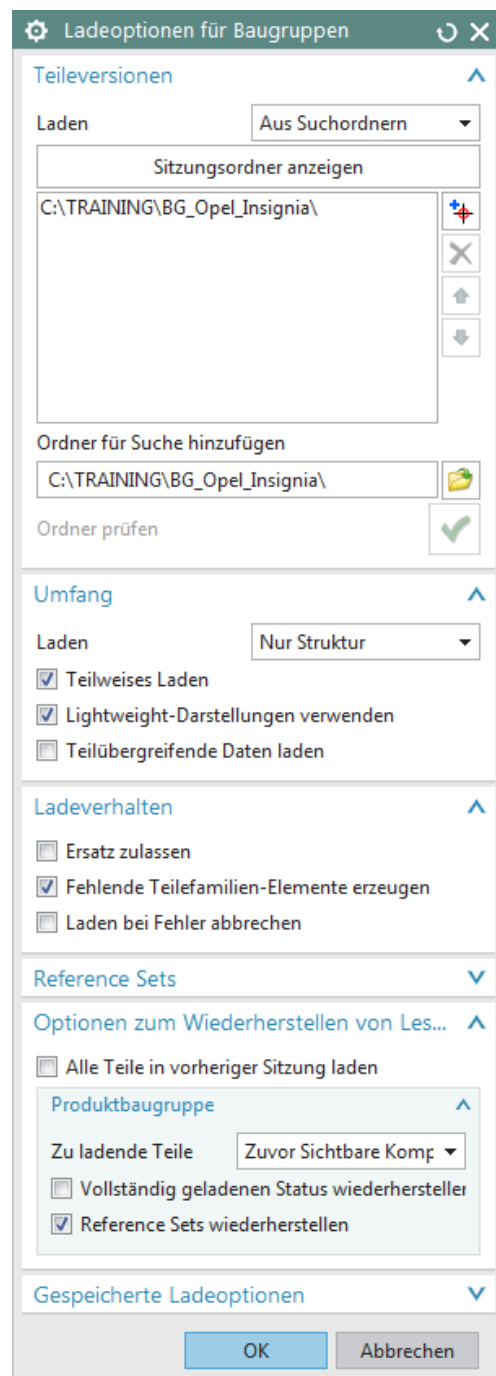 Ladeoptionen für Baugruppen
Teileversionen
Laden Aus Suchordnern
Sitzungsordner anzeigen
C:\TRAINING\BG_Opel_Insignia\
Ordner für Suche hinzufügen
C:\TRAINING\BG_Opel_Insignia\
Ordner prüfen
Umfang
Laden Nur Struktur
Teilweises Laden
Lightweight-Darstellungen verwenden
Teilübergreifende Daten laden
Ladeverhalten
Ersatz zulassen
Fehlende Teilefamilien-Elemente erzeugen
Laden bei Fehler abbrechen
Reference Sets
Optionen zum Wiederherstellen von Les...
Alle Teile in vorheriger Sitzung laden
Produktbaugruppe
Zu ladende Teile Zuvor Sichtbare Komp
Vollständig geladenen Status wiederherstellen
Reference Sets wiederherstellen
Gespeicherte Ladeoptionen
OK Abbrechen